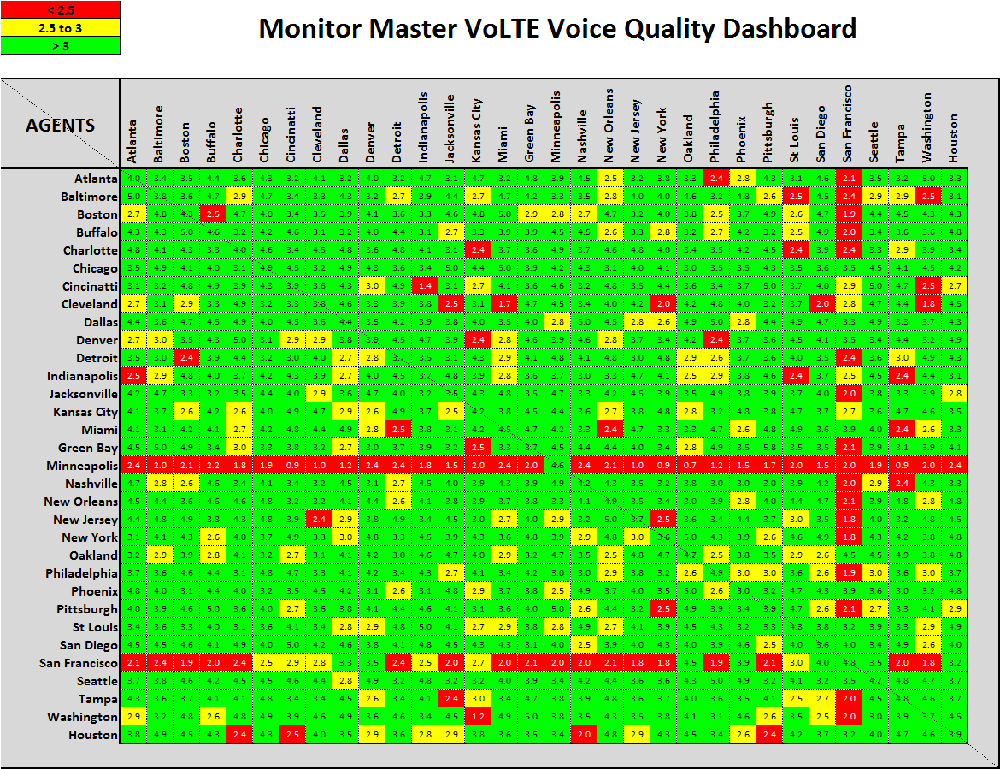 < 2.5
2.5 to 3
> 3
Monitor Master VoLTE Voice Quality Dashboard
AGENTS Atlanta Baltimore Boston Buffalo Charlotte Chicago Cincinatti Cleveland Dallas Denver Detroit Indianapolis Jacksonville Kansas City Miami Green Bay Minneapolis Nashville New Orleans New Jersey New York Oakland Philadelphia Phoenix Pittsburgh St Louis San Diego San Francisco Seattle Tampa Washington Houston
Atlanta 4.0 3.4 3.5 4.4 3.6 4.3 3.2 4.1 3.2 4.0 3.2 4.7 3.1 4.7 3.2 4.8 3.9 4.5 2.5 3.2 3.8 3.3 2.4 2.8 4.3 3.1 4.6 2.1 3.5 3.2 5.0 3.3
Baltimore 5.0 3.8 3.6 4.2 2.9 4.7 3.4 4.3 3.6 3.2 2.7 3.9 4.4 2.7 4.7 4.2 3.3 3.5 2.8 4.0 4.0 4.6 3.2 4.8 2.6 2.5 4.5 2.4 2.9 2.9 2.5 3.1
Boston 2.7 4.8 4.3 2.5 4.7 4.0 3.4 3.5 3.9 4.1 3.6 3.3 4.6 4.8 5.0 2.9 2.8 2.7 4.7 3.2 4.0 3.8 2.5 3.7 4.9 2.6 4.7 1.9 4.4 4.5 4.3 4.3
Buffalo 4.3 4.3 5.0 4.6 3.2 4.2 4.6 3.1 3.2 4.0 4.4 3.1 2.7 3.3 3.9 3.9 4.5 4.5 2.6 3.3 2.8 3.2 2.7 4.2 3.2 2.5 4.9 2.0 3.4 3.6 3.6 4.8
Charlotte 4.8 4.1 4.3 3.3 4.0 4.6 3.4 4.5 4.8 3.6 4.8 4.1 3.1 2.4 3.7 3.6 4.9 3.7 4.6 4.8 4.0 3.4 3.5 4.2 4.5 2.4 3.9 2.4 3.3 2.9 3.9 3.4
Chicago 3.5 4.9 4.1 4.0 3.1 4.9 4.5 3.2 4.9 4.3 3.6 3.4 5.0 4.4 5.0 3.9 4.2 4.3 4.0 3.1 4.0 3.5 3.5 4.3 3.5 3.4 3.8 3.5 4.5 4.1 4.5 4.2
Cincinatti 3.1 3.2 4.8 4.9 3.9 4.3 3.9 3.6 4.3 3.0 4.9 1.4 3.1 2.7 4.1 3.6 4.6 3.2 4.8 3.5 4.4 3.6 3.4 3.7 5.0 3.7 4.0 2.9 5.0 4.7 2.5 2.7
Cleveland 2.7 3.1 2.9 3.3 4.9 3.2 3.3 3.8 4.6 3.3 3.9 3.8 2.5 3.1 1.7 4.7 4.5 3.4 4.0 4.2 2.0 4.2 4.8 4.0 3.2 3.7 2.0 2.8 4.7 4.4 1.8 4.5
Dallas 4.4 3.6 4.7 4.5 4.9 4.0 4.5 3.6 4.4 3.5 4.2 3.9 3.8 4.0 3.5 4.0 2.8 5.0 4.5 2.8 2.6 4.9 5.0 2.8 4.4 4.9 4.7 3.3 4.9 3.3 3.7 4.3
Denver 2.7 3.0 3.5 4.3 5.0 3.1 2.9 2.9 3.8 3.9 4.5 4.7 3.9 2.4 2.8 4.6 3.9 4.6 2.8 3.7 3.4 4.2 2.4 3.7 3.6 4.5 4.1 3.5 3.4 4.4 3.2 4.9
Detroit 3.5 3.0 2.4 3.9 4.4 3.2 3.0 4.0 2.7 2.8 3.7 3.5 3.1 4.3 2.9 4.1 4.8 4.1 4.8 3.0 4.8 2.9 2.6 3.7 3.6 4.0 3.5 2.4 3.6 3.0 4.9 4.3
Indianapolis 2.5 2.9 4.8 4.0 3.7 4.2 4.3 3.9 2.7 4.0 4.5 3.7 4.8 3.9 2.8 3.6 3.7 3.0 3.3 4.7 4.1 2.5 2.9 3.8 4.6 2.4 3.7 2.5 4.5 2.4 4.4 3.1
Jacksonville 4.2 4.7 3.3 3.2 3.5 4.4 4.0 2.9 3.6 4.7 4.0 3.2 3.5 4.3 4.8 3.5 4.7 3.3 4.2 4.5 3.9 3.5 4.9 3.8 3.9 3.7 4.0 2.0 3.8 3.3 3.9 2.8
Kansas City 4.1 3.7 2.6 4.2 2.6 4.0 4.9 4.7 2.9 2.6 4.9 3.7 2.5 4.2 3.8 4.5 4.4 3.6 2.7 3.8 4.8 2.8 3.2 4.8 3.8 4.7 3.7 2.7 3.6 4.7 4.6 3.5
Miami 4.1 3.1 4.2 4.1 2.7 4.8 4.4 4.9 4.4 2.8 2.5 3.8 4.1 3.9 4.5 4.7 4.2 3.3 2.4 4.7 3.3 3.3 4.7 2.6 4.8 4.9 3.6 3.9 4.0 2.4 2.6 3.3
Green Bay 4.5 5.0 4.9 3.4 3.0 3.3 3.8 3.2 2.7 3.0 3.7 3.9 3.2 2.5 3.3 3.7 4.5 4.4 4.4 4.0 3.4 2.8 4.9 3.5 5.8 3.5 3.5 2.1 3.9 3.1 3.9 4.1
Minneapolis 2.4 2.0 2.1 2.2 1.8 1.9 0.9 1.0 1.2 2.4 2.4 1.8 1.5 2.0 2.4 2.0 4.6 2.4 2.1 1.0 0.9 0.7 1.2 1.5 1.7 2.0 1.5 2.0 1.9 0.9 2.0 2.4
Nashville 4.7 2.8 2.6 4.6 3.4 4.1 3.4 3.2 4.5 3.1 2.7 4.5 3.9 4.3 3.9 4.9 4.9 4.2 4.3 3.5 3.2 3.8 3.0 3.0 3.0 3.9 4.2 2.0 2.9 2.4 4.3 3.3
New Orleans 4.5 4.4 3.6 4.6 4.6 4.8 3.2 3.2 4.1 4.4 2.6 4.1 3.8 3.9 3.7 3.8 3.3 4.1 4.9 3.5 3.4 3.0 3.9 2.8 4.0 4.4 4.7 2.1 3.9 4.8 2.8 4.8
New Jersey 4.4 4.8 4.9 3.8 4.3 4.8 3.9 2.4 2.9 3.8 4.9 3.4 4.5 3.0 2.7 4.0 2.9 3.2 5.0 3.7 2.5 3.6 3.4 4.4 3.7 3.0 3.5 1.8 4.0 3.2 4.8 4.5
New York 3.1 4.1 4.3 2.6 4.0 3.7 4.9 3.3 3.0 4.8 3.3 4.5 3.9 4.3 3.6 4.8 3.9 2.9 4.8 3.0 3.6 5.0 4.3 3.9 2.6 4.6 4.9 1.8 4.3 4.2 3.8 4.8
Oakland 3.2 2.9 3.9 2.8 4.1 3.2 2.7 3.1 4.1 4.2 3.0 4.6 4.7 4.0 2.9 3.2 4.7 3.5 2.5 4.8 4.7 4.7 2.5 3.8 3.5 2.9 2.6 4.5 4.5 4.9 3.8 4.8
Philadelphia 3.7 3.6 4.6 4.4 3.1 4.8 4.7 3.3 4.1 4.2 3.4 4.3 2.7 4.1 3.4 4.2 3.0 3.0 2.9 3.8 3.2 2.6 4.9 3.0 3.0 2.6 2.6 1.9 3.0 3.6 3.0 3.7
Phoenix 4.8 4.0 3.1 4.4 4.0 3.2 3.5 4.5 4.2 3.1 2.6 3.1 4.8 2.9 3.7 3.8 2.5 4.9 3.7 4.0 3.5 5.0 2.6 5.0 3.2 4.7 4.3 3.9 3.6 3.0 3.2 4.8
Pittsburgh 4.0 3.9 4.6 5.0 3.6 4.0 2.7 3.6 3.8 4.1 4.4 4.6 4.1 3.1 3.6 4.0 5.0 2.6 4.4 3.2 2.5 4.9 3.9 3.4 3.9 4.7 2.6 2.1 2.7 3.3 4.1 2.9
St Louis 3.4 3.6 3.3 4.0 3.1 3.6 4.1 3.4 2.8 2.9 4.8 5.0 4.1 2.7 2.9 3.8 2.8 4.9 2.7 4.1 3.9 4.5 4.3 3.2 3.3 4.3 3.8 3.2 3.9 3.3 2.9 4.9
San Diego 4.5 4.5 4.6 4.1 4.9 4.0 5.0 4.2 4.6 3.8 4.1 4.8 4.5 4.3 4.3 3.1 4.0 2.5 3.9 4.0 4.3 4.7 4.5 3.9 2.5 4.0 3.6 4.0 3.4 4.9 2.6 4.0
San Francisco 2.1 2.4 1.9 2.0 2.4 2.5 2.9 2.8 3.3 3.5 2.4 2.5 2.0 2.7 2.0 2.1 2.0 2.0 2.1 1.8 1.8 4.5 1.9 3.9 2.1 3.0 4.0 4.8 3.5 2.0 1.8 3.2
Seattle 3.7 3.8 4.6 4.2 4.5 4.5 4.6 4.4 2.8 4.9 3.2 4.8 3.2 3.2 4.0 3.9 3.4 4.2 4.4 3.6 3.6 4.3 5.0 4.9 3.2 4.1 3.2 3.5 4.7 4.8 4.7 3.7
Tampa 4.3 3.6 3.7 4.1 4.1 4.8 3.4 3.4 4.5 2.6 3.4 4.1 2.4 3.0 3.4 4.7 3.8 3.9 4.8 3.6 3.7 4.0 3.6 3.5 4.1 2.5 2.7 2.0 4.5 4.8 4.6 3.7
Washington 2.9 3.2 4.8 2.6 4.8 4.9 3.9 4.6 4.9 3.6 3.6 3.4 4.5 1.2 4.9 5.0 3.8 3.5 4.3 3.5 3.8 4.1 3.1 4.6 2.6 3.5 2.5 2.0 3.0 3.9 3.7 4.5
Houston 3.8 4.9 4.5 4.3 2.4 4.3 2.5 4.0 3.5 2.9 3.6 2.8 2.9 3.8 3.6 3.5 3.4 2.0 4.8 2.9 4.3 4.5 3.4 2.6 2.4 4.2 3.7 3.2 4.0 4.7 4.6 3.9